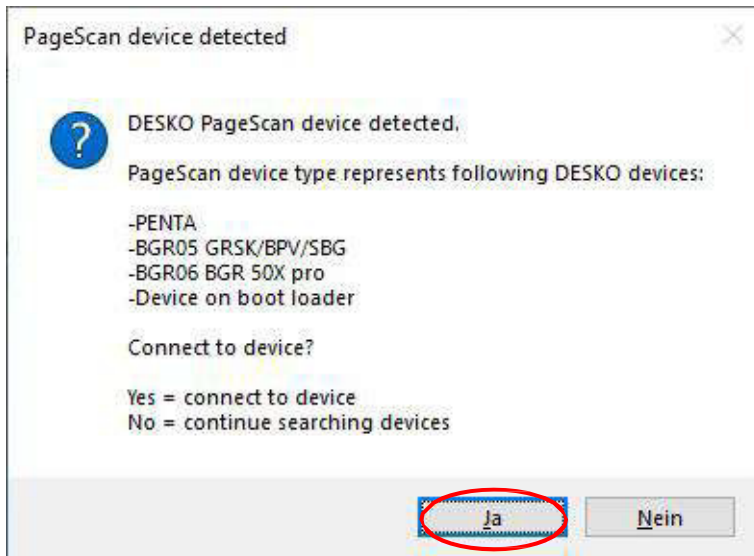 PageScan device detected
DESKO PageScan device detected.
PageScan device type represents following DESKO devices:
-PENTA
-BGR05 GRSK/BPV/SBG
-BGR06 BGR 50X pro
-Device on boot loader
Connect to device?
Yes = connect to device
No = continue searching devices
Ja
Nein